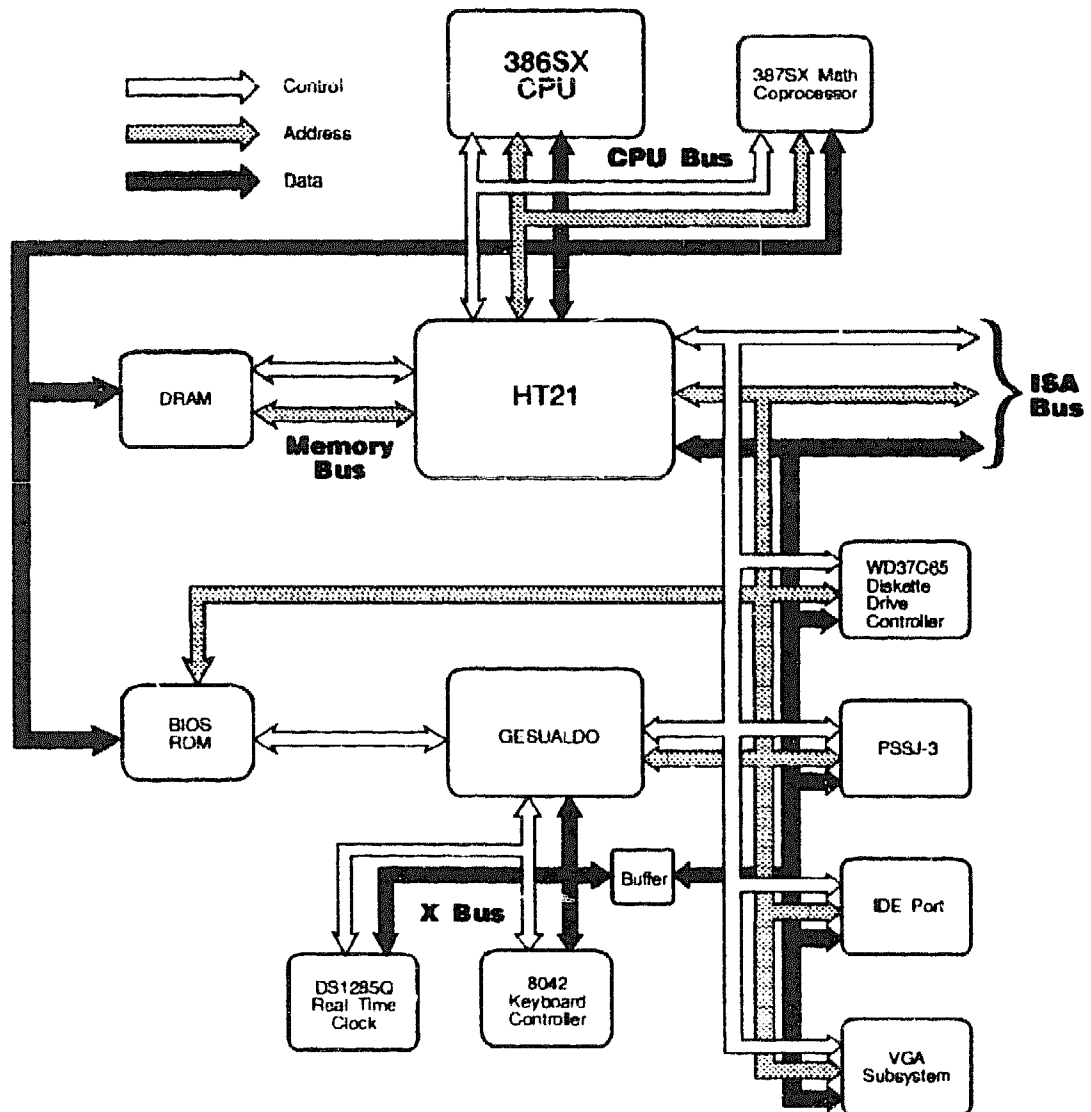 386SX
CPU
387SX Math
Coprocessor
Control
Address
Data
CPU Bus
DRAM
HT21
Memory
Bus
ISA
Bus
WD37C65
Diskette
Drive
Controller
BIOS
ROM
GESUALDO
PSSJ-3
Buffer
X Bus
IDE Port
DS1285Q
Real Time
Clock
8042
Keyboard
Controller
VGA
Subsystem